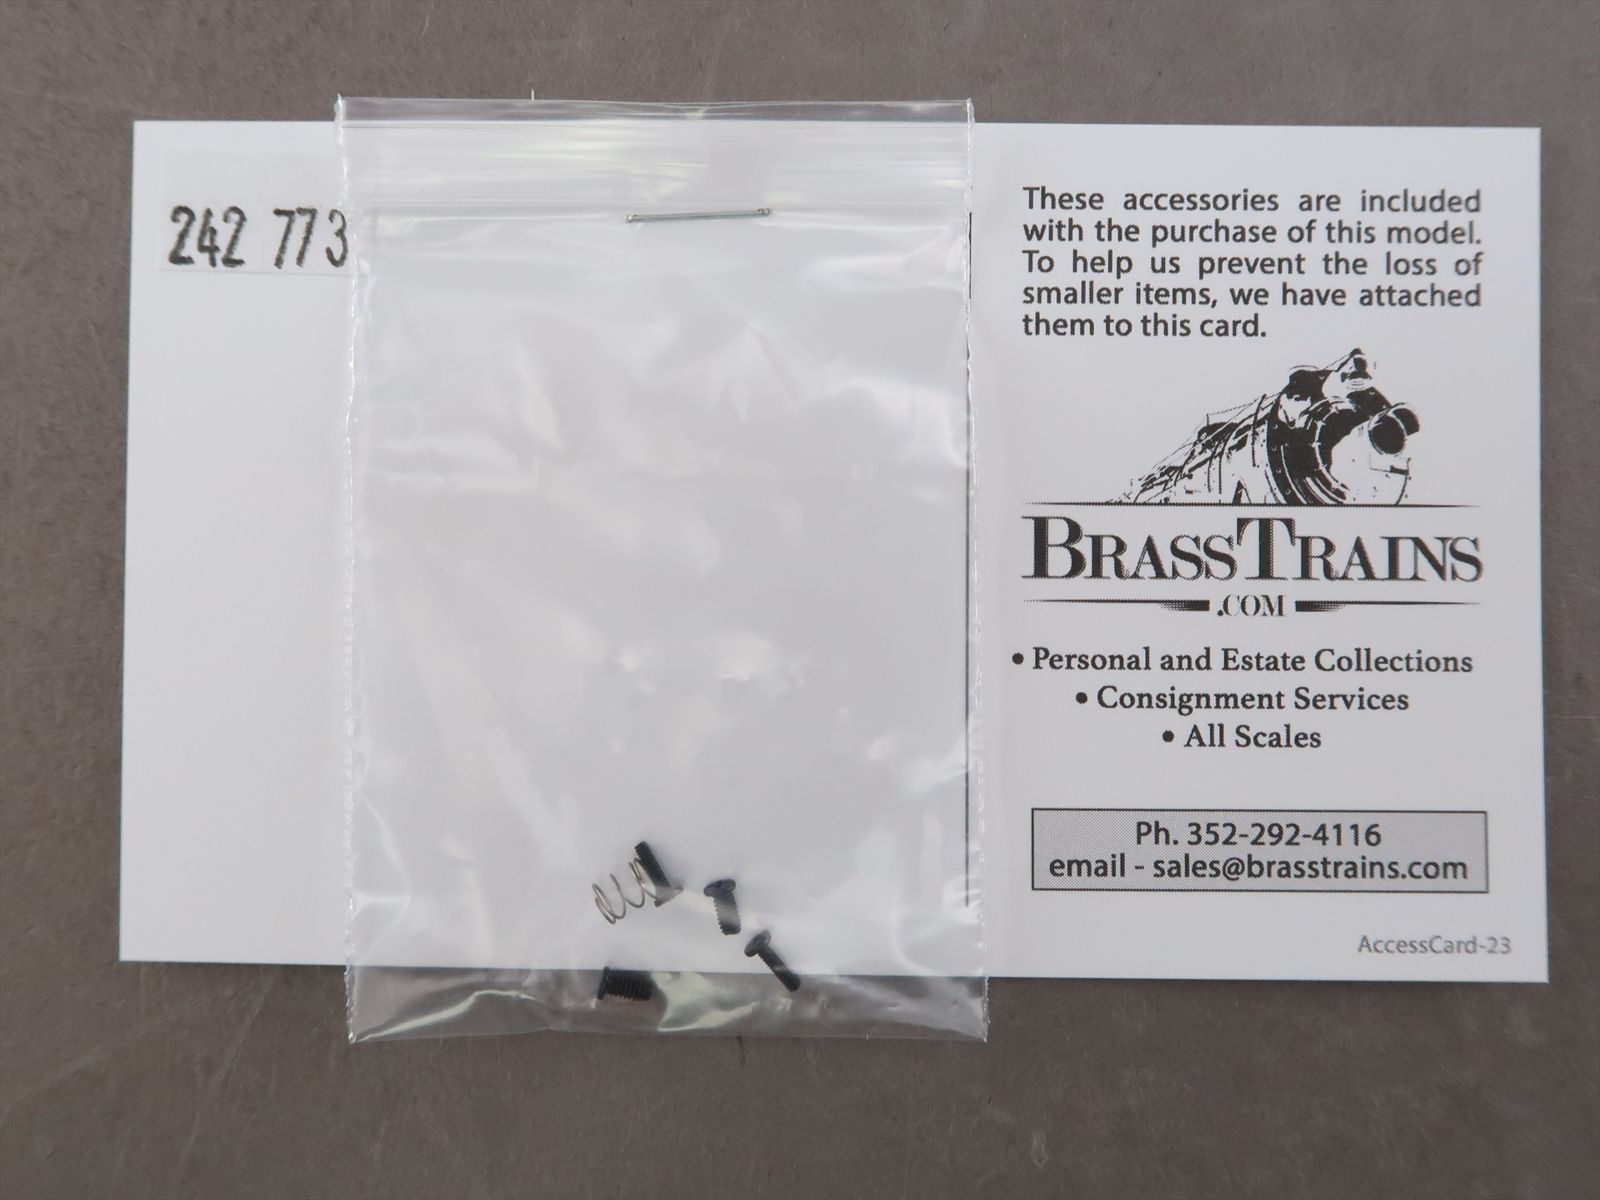 242 773
These accessories are included
with the purchase of this model.
To help us prevent the loss of
smaller items, we have attached
them to this card.
BRASSTRAINS
.COM
• Personal and Estate Collections
• Consignment Services
• All Scales
Ph. 352-292-4116
email - sales@brasstrains.com
AccessCard-23